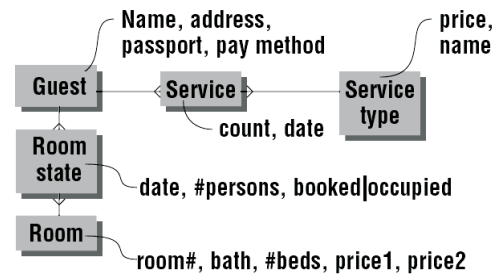 Name, address,
passport, pay method
price,
name
Guest
Service
Service
type
count, date
Room
state
date, #persons, booked|occupied
Room
room#, bath, #beds, price1, price2